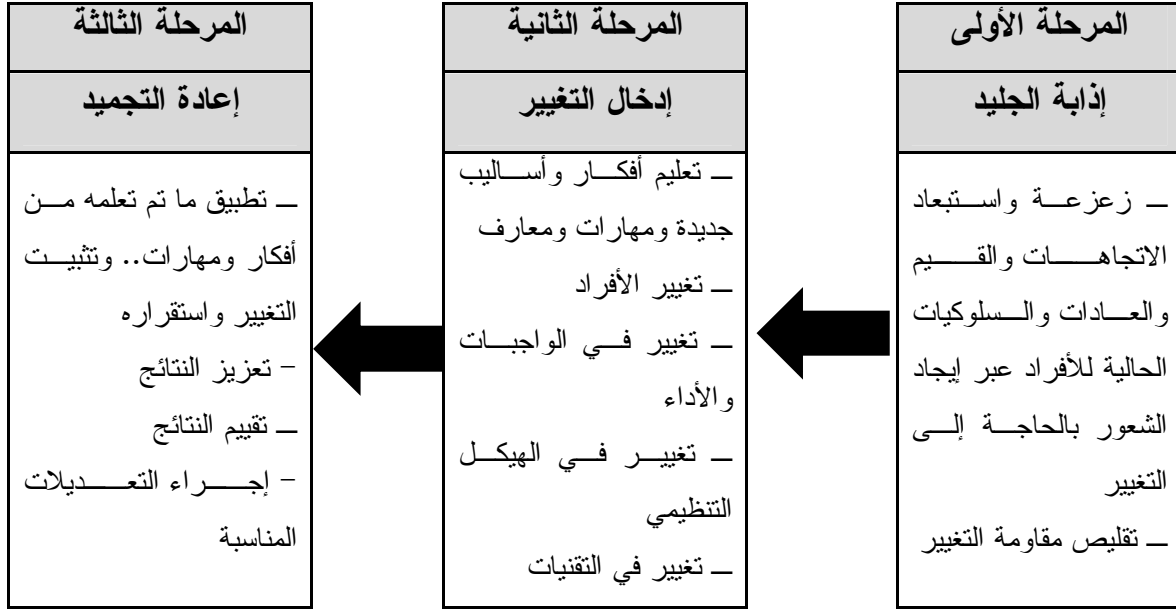 المرحلة الأولى
إذابة الجليد
ـ زعزعة واستبعاد
الاتجاهات والقيم
والعادات والسلوكيات
الحالية للأفراد عبر إيجاد
الشعور بالحاجة إلى
التغيير
ـ تقليص مقاومة التغيير
المرحلة الثانية
إدخال التغيير
ـ تعليم أفكار وأساليب
جديدة ومهارات ومعارف
ـ تغيير الأفراد
ـ تغيير في الواجبات
والأداء
ـ تغيير في الهيكل
التنظيمي
ـ تغيير في التقنيات
المرحلة الثالثة
إعادة التجميد
ـ تطبيق ما تم تعلمه من
أفكار ومهارات.. وتثبيت
التغيير واستقراره
- تعزيز النتائج
ـ تقييم النتائج
- إجراء التعديلات
المناسبة